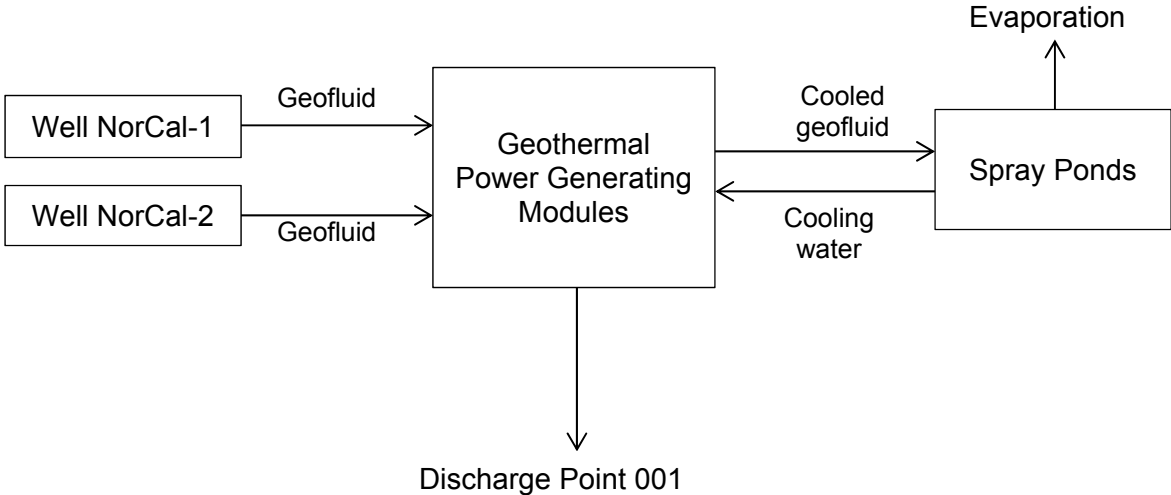 Evaporation
Well NorCal-1
Geofluid
Well NorCal-2
Geofluid
Geothermal
Power Generating
Modules
Cooled
geofluid
Cooling
water
Spray Ponds
Discharge Point 001